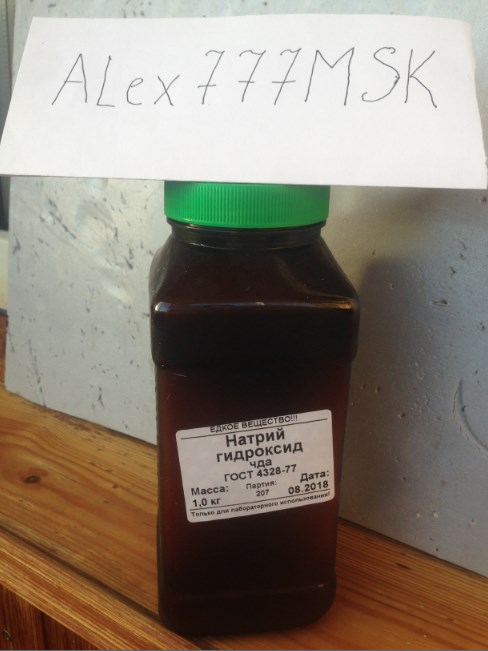 ALex777MSK
ЕДКОЕ ВЕЩЕСТВО!!!
Натрий
гидроксид
чда
ГОСТ 4328-77
Масса: Партия: Дата:
1,0 кг 207 08.2018
Только для лабораторного использования!